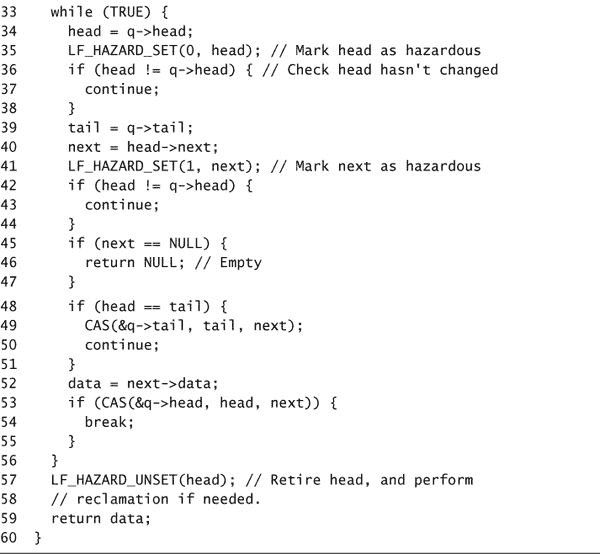 33 while (TRUE) {
34 head = q->head;
35 LF_HAZARD_SET(0, head); // Mark head as hazardous
36 if (head != q->head) { // Check head hasn't changed
37 continue;
38 }
39 tail = q->tail;
40 next = head->next;
41 LF_HAZARD_SET(1, next); // Mark next as hazardous
42 if (head != q->head) {
43 continue;
44 }
45 if (next == NULL) {
46 return NULL; // Empty
47 }
48 if (head == tail) {
49 CAS(&q->tail, tail, next);
50 continue;
51 }
52 data = next->data;
53 if (CAS(&q->head, head, next)) {
54 break;
55 }
56 }
57 LF_HAZARD_UNSET(head); // Retire head, and perform
58 // reclamation if needed.
59 return data;
60 }